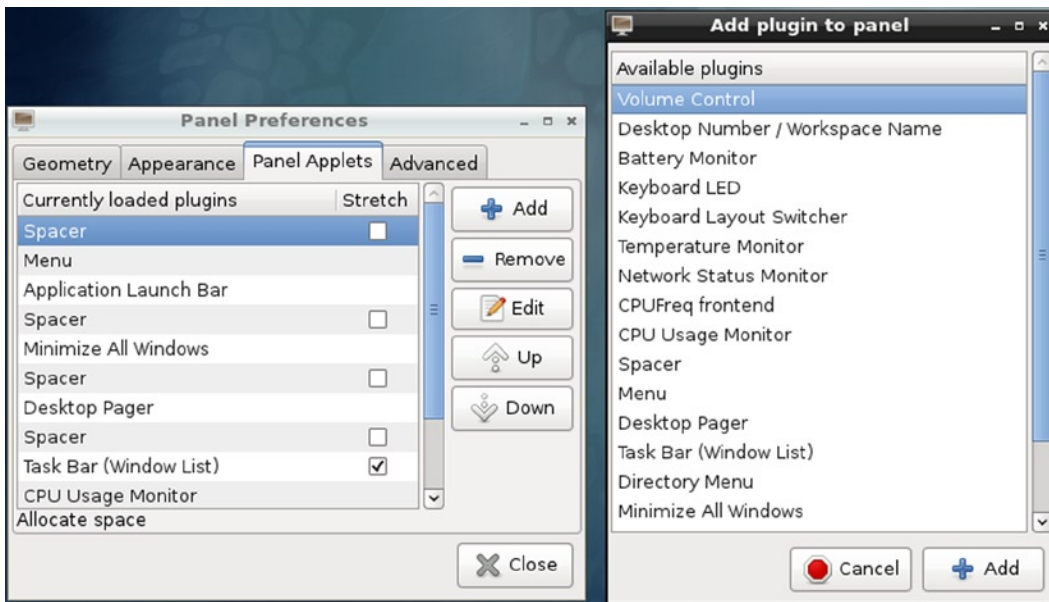 Panel Preferences
Geometry Appearance Panel Applets Advanced
Currently loaded plugins Stretch
Spacer
Menu
Application Launch Bar
Spacer
Minimize All Windows
Spacer
Desktop Pager
Spacer
Task Bar (Window List)
CPU Usage Monitor
Allocate space
Add
Remove
Edit
Up
Down
Close
Add plugin to panel
Available plugins
Volume Control
Desktop Number / Workspace Name
Battery Monitor
Keyboard LED
Keyboard Layout Switcher
Temperature Monitor
Network Status Monitor
CPUFreq frontend
CPU Usage Monitor
Spacer
Menu
Desktop Pager
Task Bar (Window List)
Directory Menu
Minimize All Windows
Cancel
Add